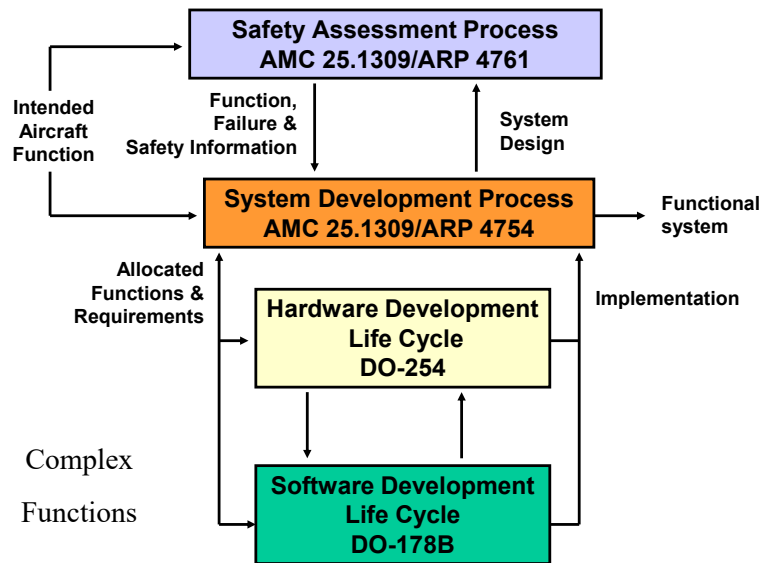 Safety Assessment Process
AMC 25.1309/ARP 4761
Intended
Aircraft
Function
Function,
Failure &
Safety Information
System
Design
System Development Process
AMC 25.1309/ARP 4754
Functional
system
Allocated
Functions &
Requirements
Implementation
Hardware Development
Life Cycle
DO-254
Complex
Functions
Software Development
Life Cycle
DO-178B